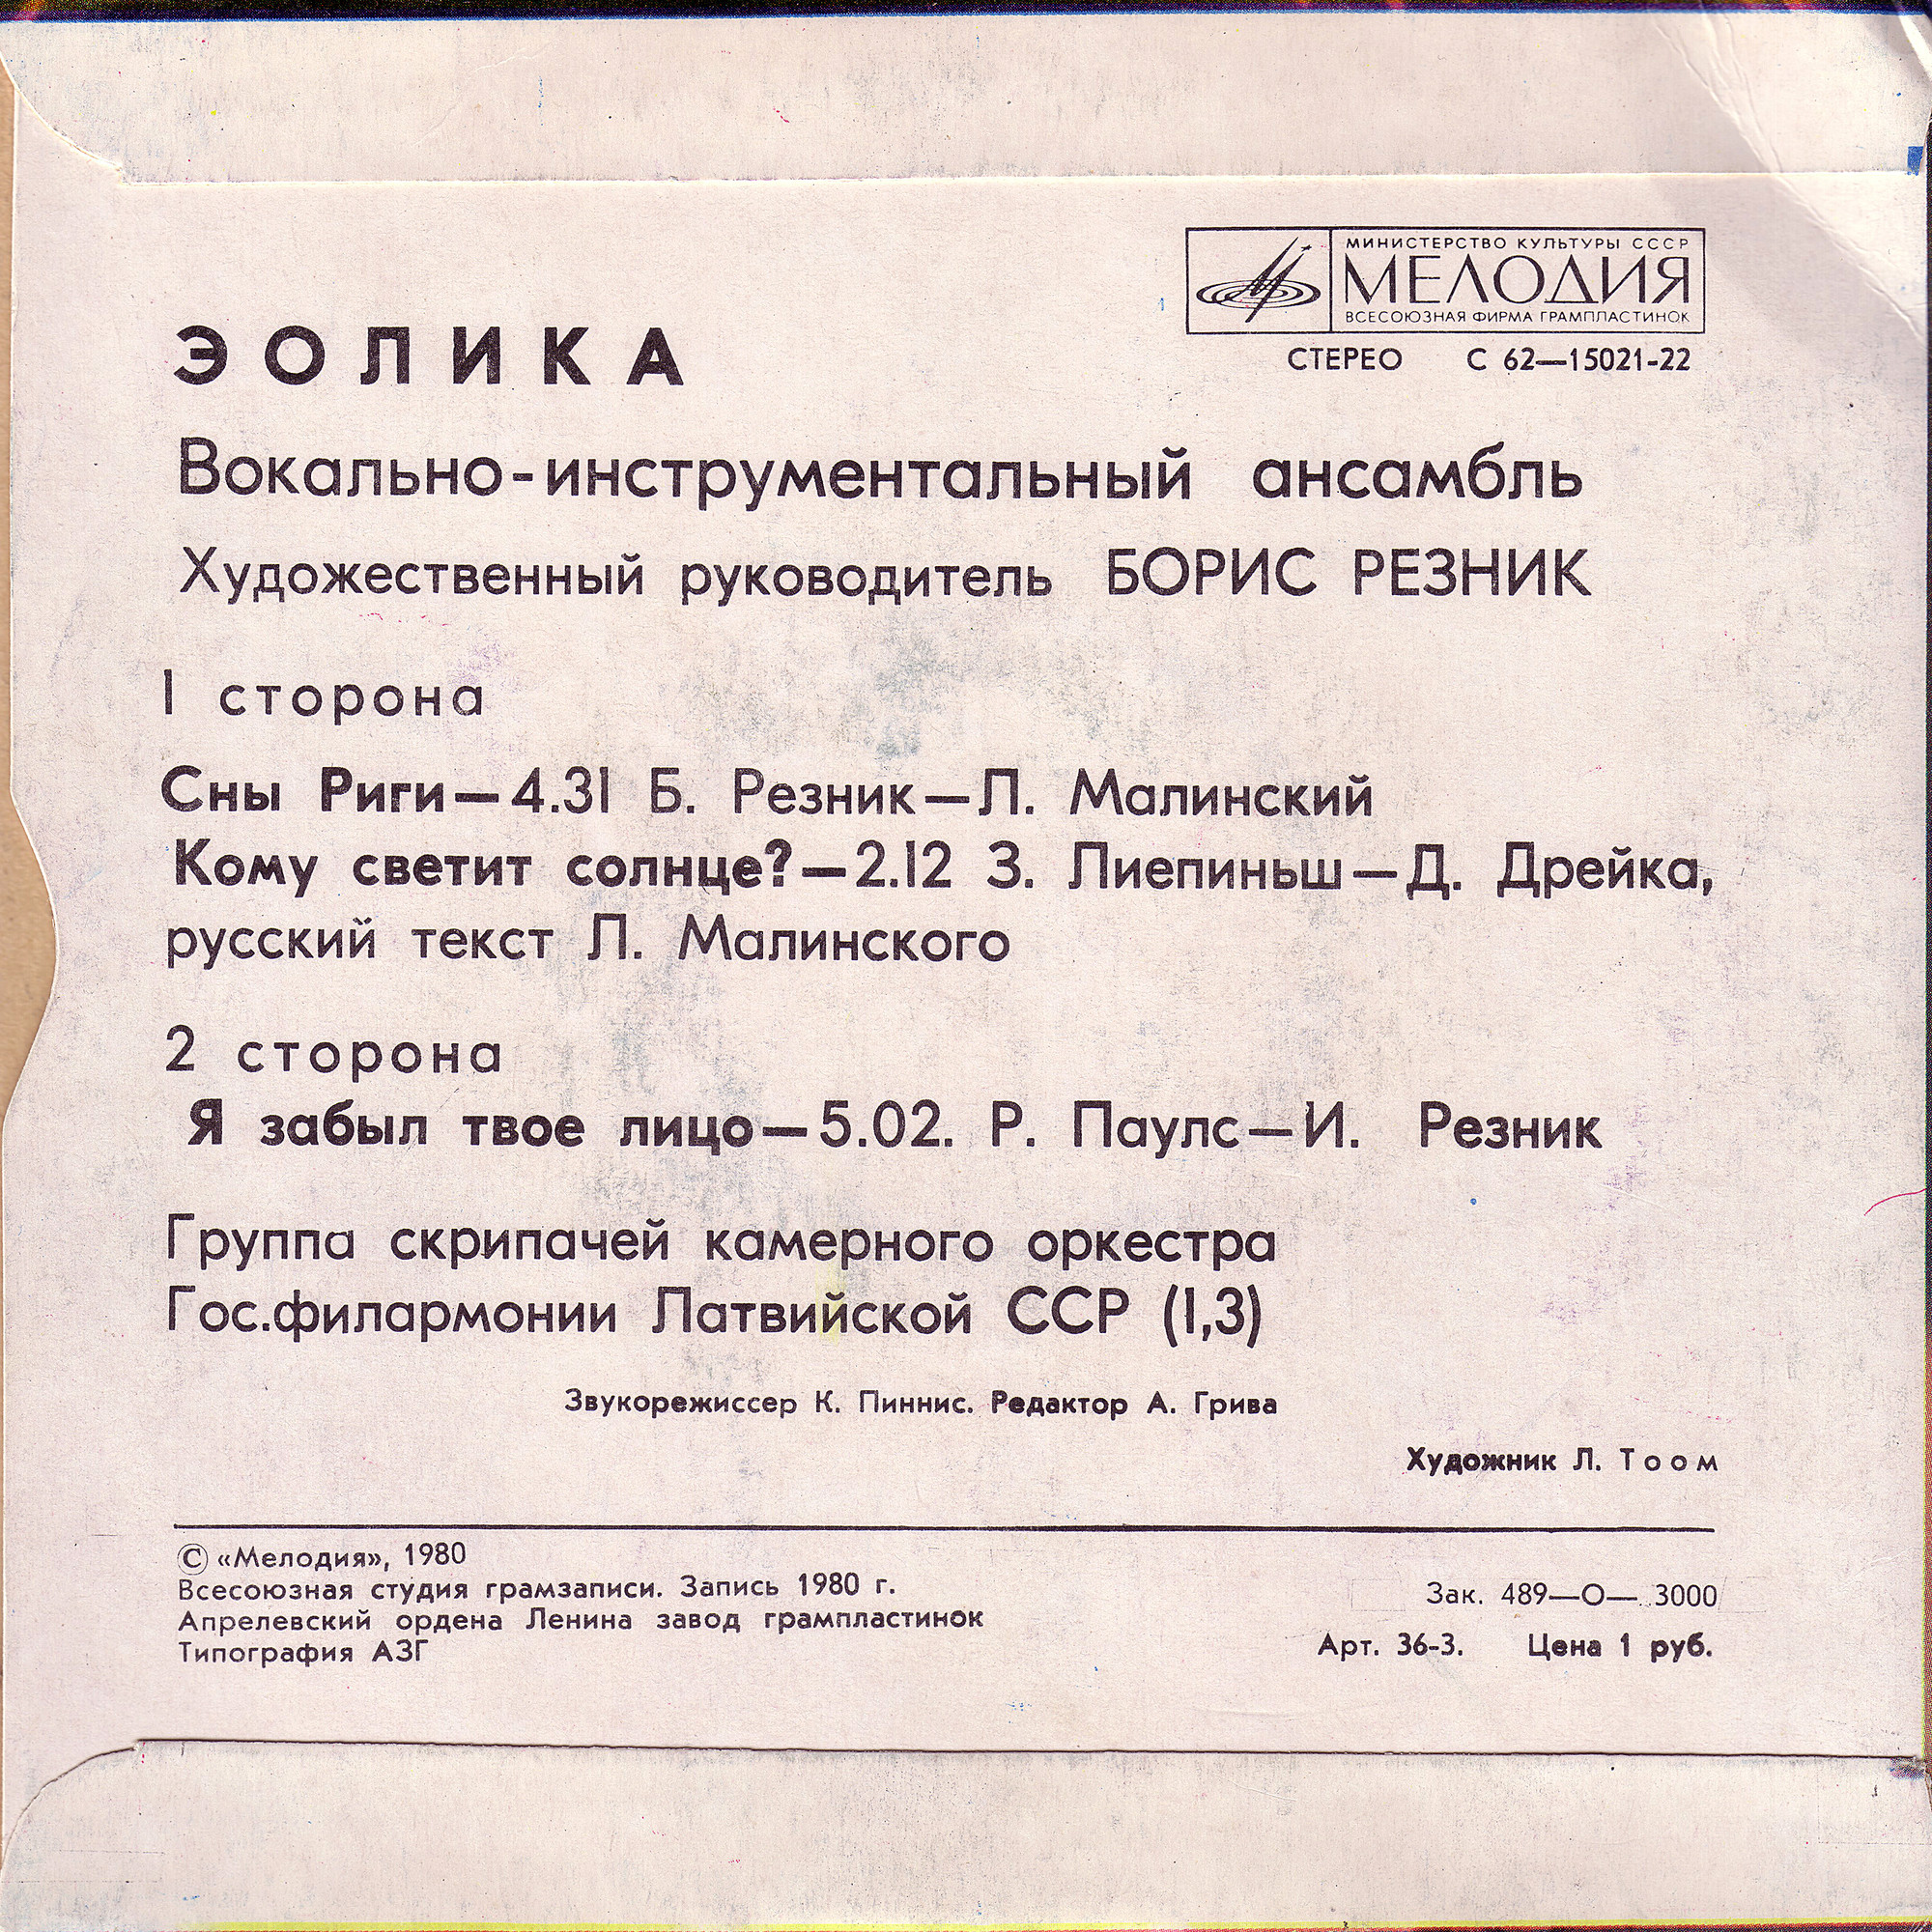 МИНИСТЕРСТВО КУЛЬТУРЫ СССР
МЕЛОДИЯ
ВСЕСОЮЗНАЯ ФИРМА ГРАМПЛАСТИНОК
СТЕРЕО С 62—15021-22
ЭОЛИКА
Вокально-инструментальный ансамбль
Художественный руководитель БОРИС РЕЗНИК
1 сторона
Сны Риги—4.31 Б. Резник—Л. Малинский
Кому светит солнце?—2.12 З. Лиепиньш—Д. Дрейка,
русский текст Л. Малинского
2 сторона
Я забыл твое лицо—5.02. Р. Паулс—И. Резник
Группа скрипачей камерного оркестра
Гос.филармонии Латвийской ССР (1,3)
Звукорежиссер К. Пиннис. Редактор А. Грива
Художник Л. Тоом
© «Мелодия», 1980
Всесоюзная студия грамзаписи. Запись 1980 г.
Апрелевский ордена Ленина завод грампластинок
Типография АЗГ
Зак. 489—О— 3000
Арт. 36-3. Цена 1 руб.